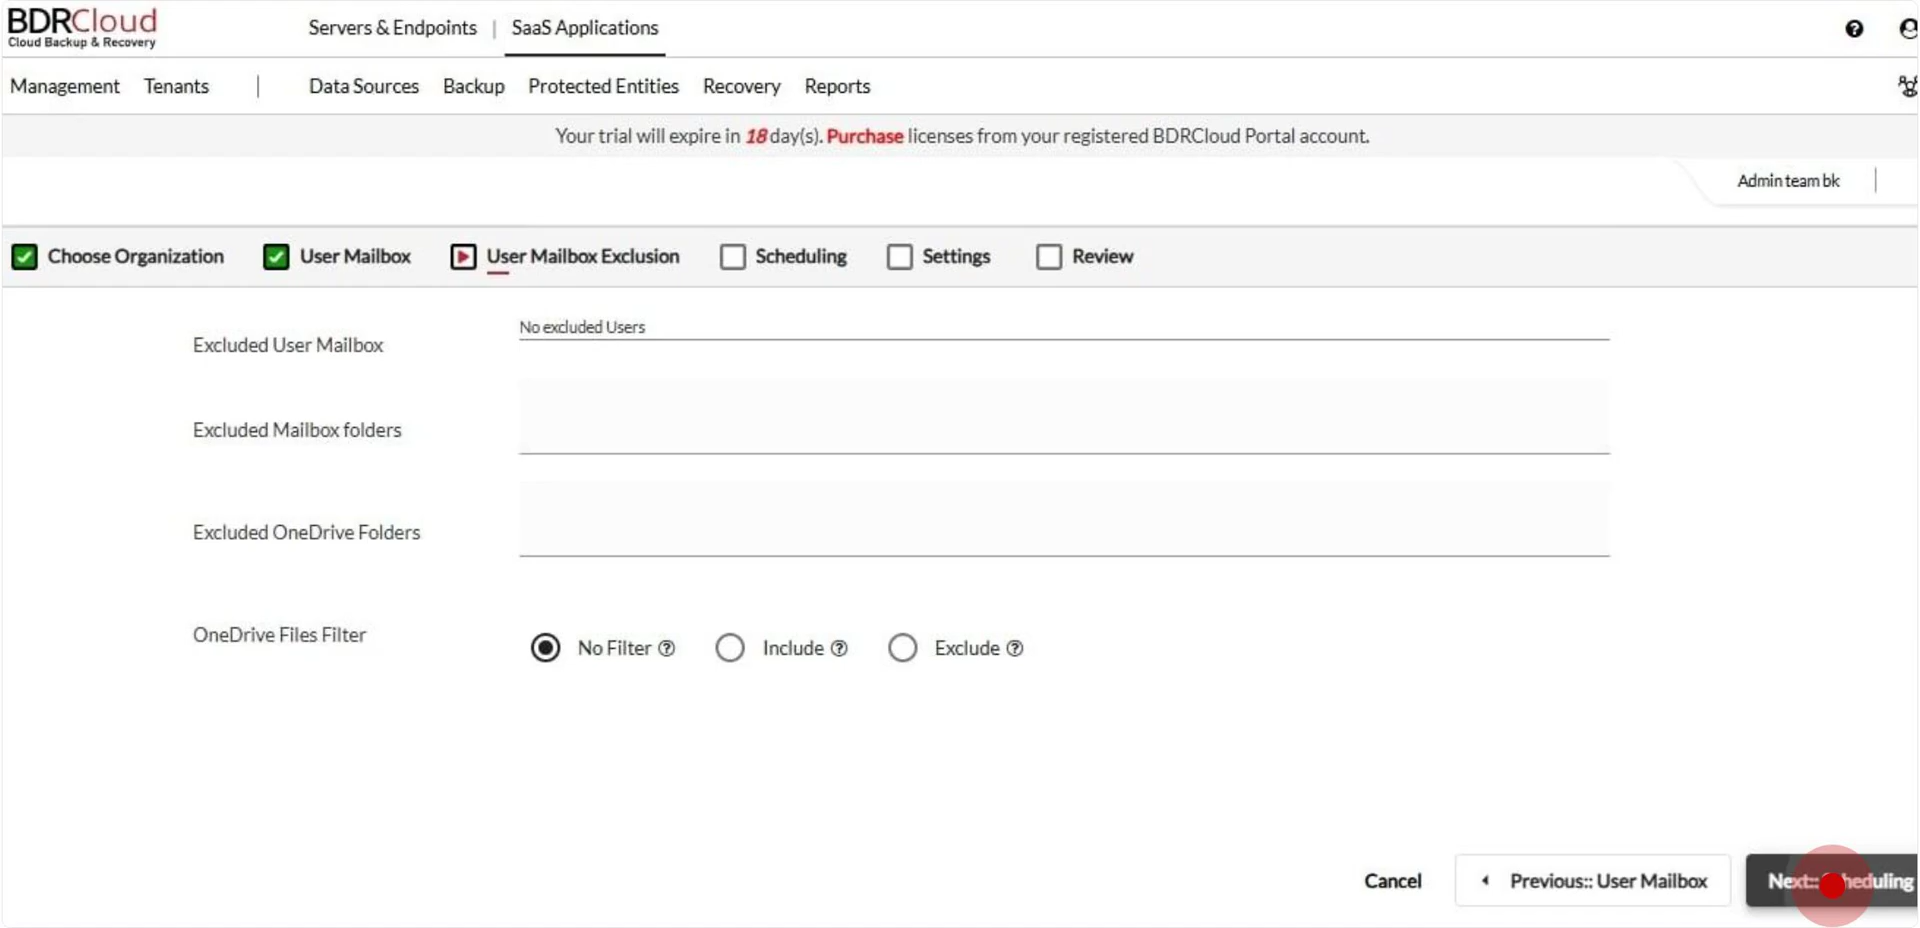 BDRCloud
Cloud Backup & Recovery
Servers & Endpoints | SaaS Applications
Management Tenants | Data Sources Backup Protected Entities Recovery Reports
Your trial will expire in 18 day(s). Purchase licenses from your registered BDRCloud Portal account.
Admin team bk
Choose Organization User Mailbox User Mailbox Exclusion Scheduling Settings Review
No excluded Users
Excluded User Mailbox
Excluded Mailbox folders
Excluded OneDrive Folders
OneDrive Files Filter
No Filter Include Exclude
Cancel Previous:: User Mailbox Next:: Scheduling